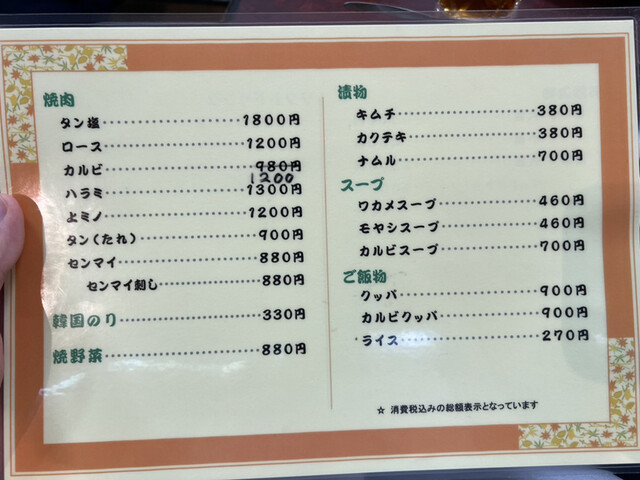 焼肉
タン塩 1800円
ロース 1200円
カルビ 980円
1200
ハラミ 1300円
上ミノ 1200円
タン(たれ) 900円
センマイ 880円
センマイ刺し 880円
韓国のり 330円
焼野菜 880円
漬物
キムチ 380円
カクテキ 380円
ナムル 700円
スープ
ワカメスープ 460円
モヤシスープ 460円
カルビスープ 700円
ご飯物
クッパ 900円
カルビクッパ 900円
ライス 270円
☆ 消費税込みの総額表示となっています